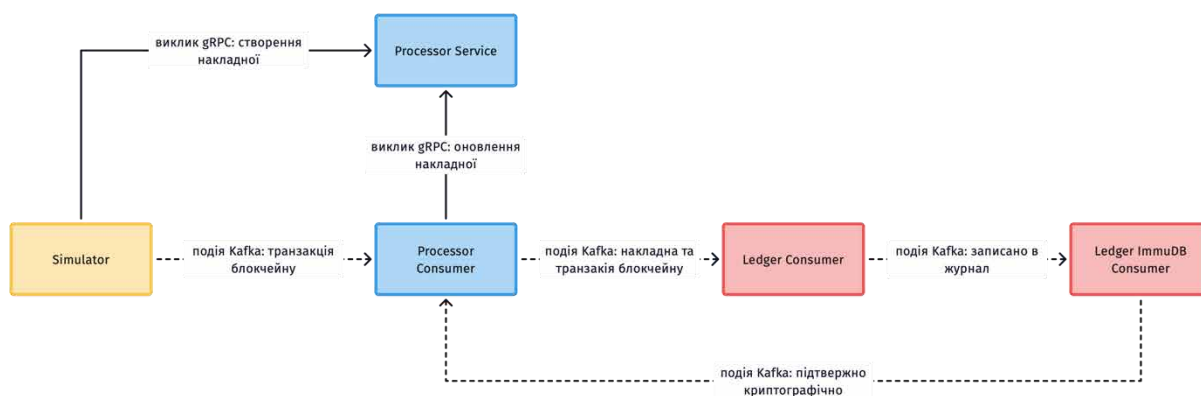 виклик gRPC: створення
накладної
Processor Service
виклик gRPC: оновлення
накладної
Simulator
подія Kafka: транзакція
блокчейну
Processor
Consumer
подія Kafka: накладна та
транзакія блокчейну
Ledger Consumer
подія Kafka: записано в
журнал
Ledger ImmuDB
Consumer
подія Kafka: підтвержно
криптографічно